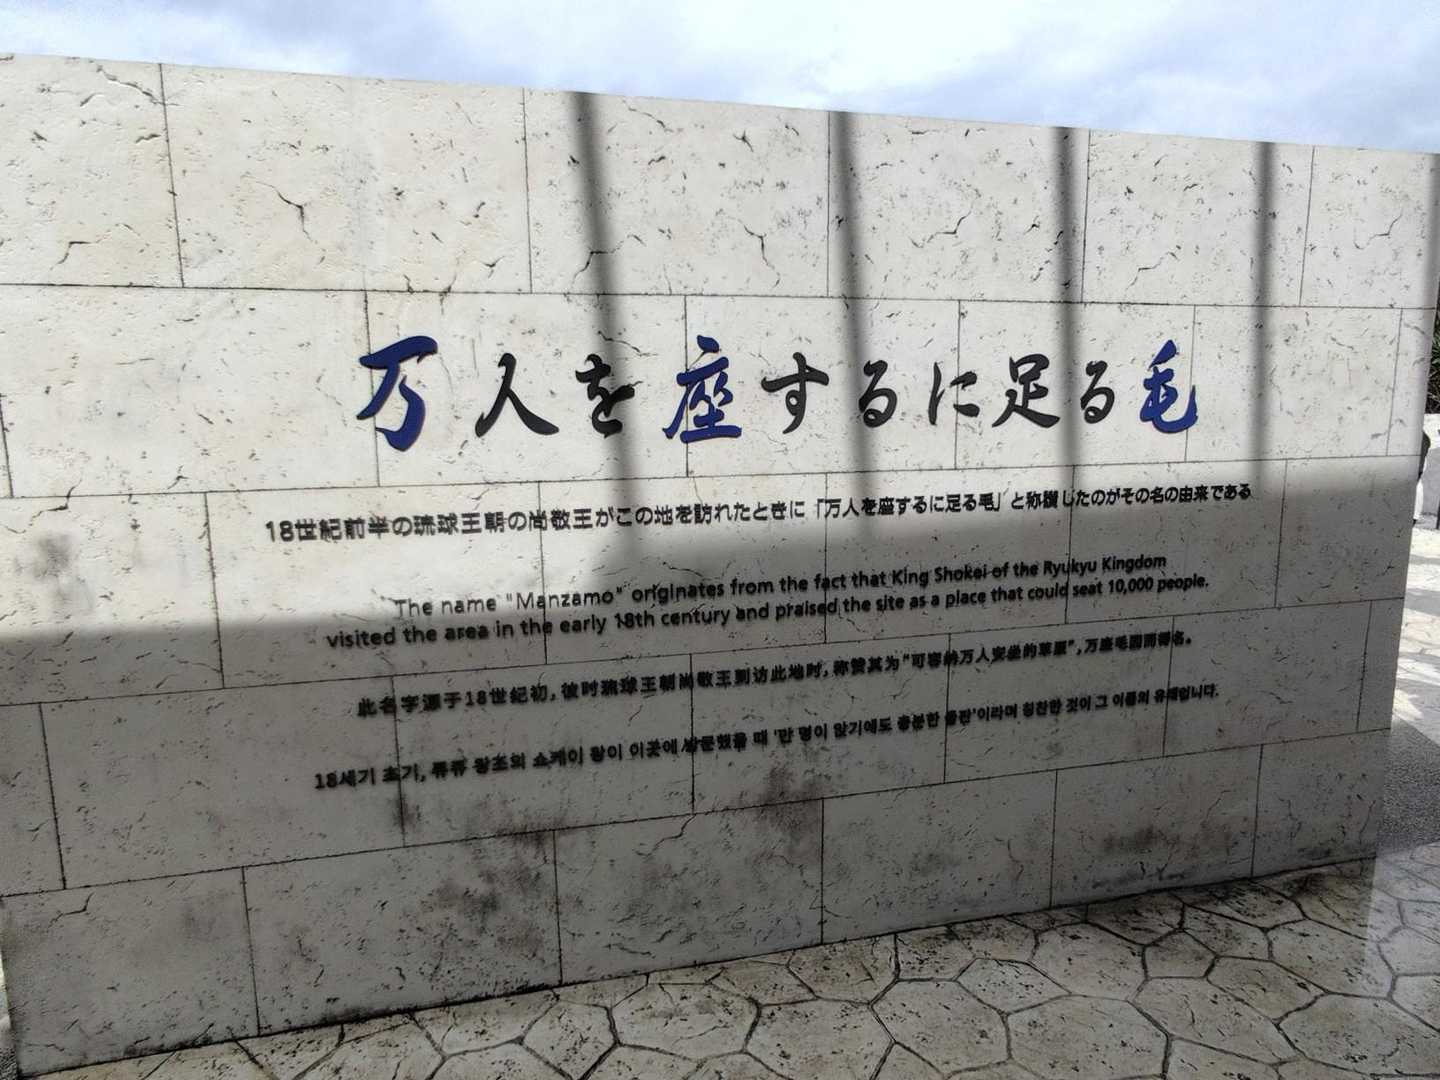 万人を座するに足る毛
18世紀前半の琉球王朝の尚敬王がこの地を訪れたときに「万人を座するに足る毛」と称讃したのがその名の由来である
The name "Manzamo" originates from the fact that King Shokei of the Ryukyu Kingdom
visited the area in the early 18th century and praised the site as a place that could seat 10,000 people.
此名字源于18世纪初，彼时琉球王朝尚敬王到访此地时，称赞其为“可容纳万人安坐的草原”，万座毛因而得名。
18세기 초기, 류큐 왕조의 쇼케이 왕이 이곳에 방문했을 때 '만 명이 앉기에도 충분한 들판'이라며 칭찬한 것이 그 이름의 유래입니다.